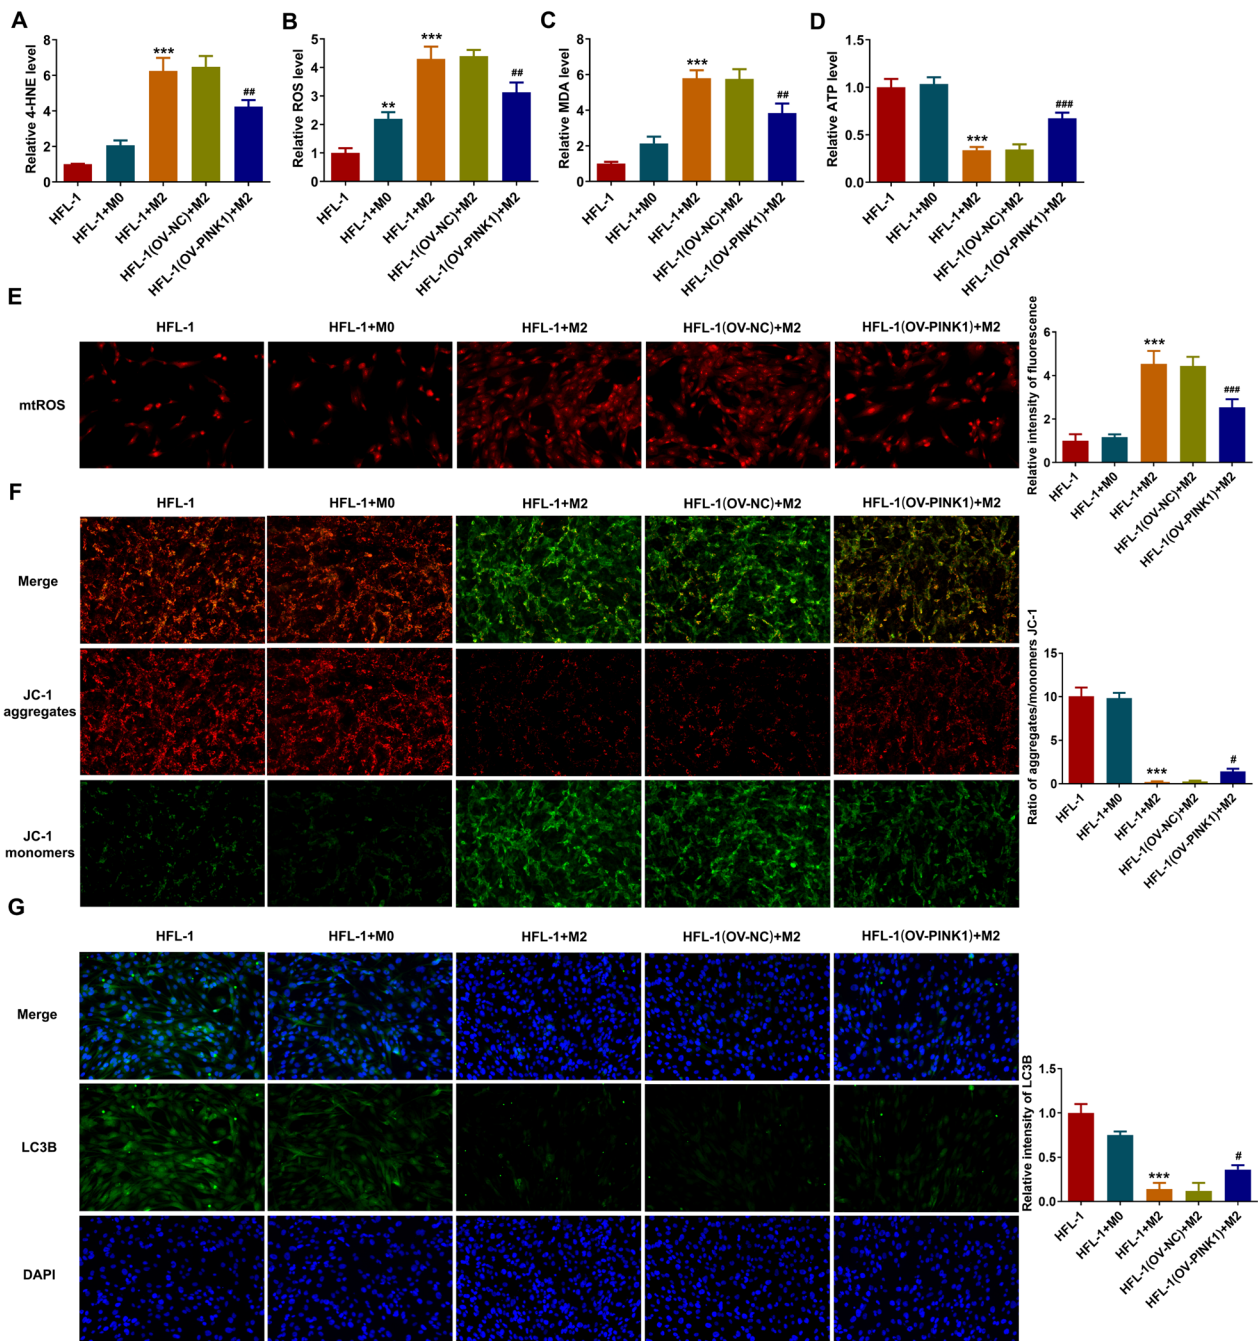 A
Relative 4-HNE level
8
6
4
2
0
***
##
HFL-1
HFL-1+M0
HFL-1+M2
HFL-1(OV-NC)+M2
HFL-1(OV-PINK1)+M2
B
Relative ROS level
5
4
3
2
1
0
**
***
##
HFL-1
HFL-1+M0
HFL-1+M2
HFL-1(OV-NC)+M2
HFL-1(OV-PINK1)+M2
C
Relative MDA level
8
6
4
2
0
***
##
HFL-1
HFL-1+M0
HFL-1+M2
HFL-1(OV-NC)+M2
HFL-1(OV-PINK1)+M2
D
Relative ATP level
1.5
1.0
0.5
0.0
***
###
HFL-1
HFL-1+M0
HFL-1+M2
HFL-1(OV-NC)+M2
HFL-1(OV-PINK1)+M2
E
HFL-1
HFL-1+M0
HFL-1+M2
HFL-1(OV-NC)+M2
HFL-1(OV-PINK1)+M2
mtROS
Relative intensity of fluorescence
6
4
2
0
***
###
HFL-1
HFL-1+M0
HFL-1+M2
HFL-1(OV-NC)+M2
HFL-1(OV-PINK1)+M2
F
HFL-1
HFL-1+M0
HFL-1+M2
HFL-1(OV-NC)+M2
HFL-1(OV-PINK1)+M2
Merge
JC-1
aggregates
JC-1
monomers
Ratio of aggregates/monomers JC-1
15
10
5
0
***
#
HFL-1
HFL-1+M0
HFL-1+M2
HFL-1(OV-NC)+M2
HFL-1(OV-PINK1)+M2
G
HFL-1
HFL-1+M0
HFL-1+M2
HFL-1(OV-NC)+M2
HFL-1(OV-PINK1)+M2
Merge
LC3B
DAPI
Relative intensity of LC3B
1.5
1.0
0.5
0.0
***
#
HFL-1
HFL-1+M0
HFL-1+M2
HFL-1(OV-NC)+M2
HFL-1(OV-PINK1)+M2